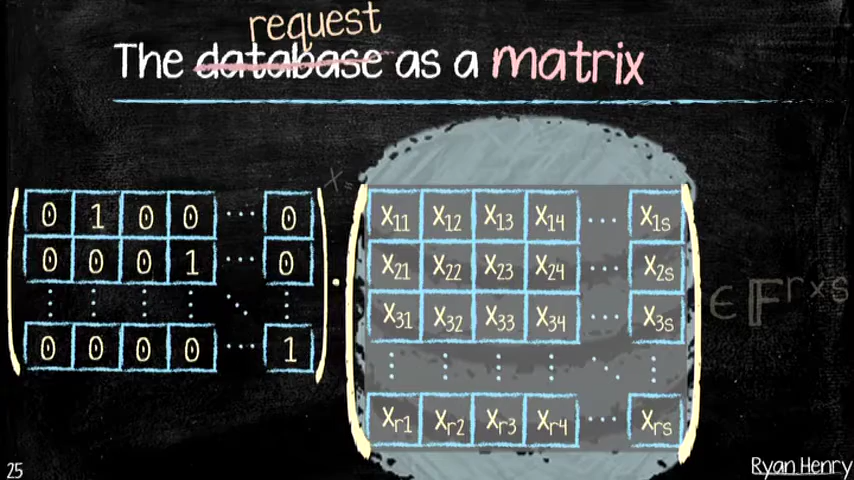 request
The database as a matrix
0 1 0 0 ... 0
0 0 0 1 ... 0
⋮ ⋮ ⋮ ⋮ ⋱ ⋮
0 0 0 0 ... 1
·
X =
x₁₁ x₁₂ x₁₃ x₁₄ ... x₁ₛ
x₂₁ x₂₂ x₂₃ x₂₄ ... x₂ₛ
x₃₁ x₃₂ x₃₃ x₃₄ ... x₃ₛ
⋮ ⋮ ⋮ ⋮ ⋱ ⋮
xᵣ₁ xᵣ₂ xᵣ₃ xᵣ₄ ... xᵣₛ
∈ 𝔽ʳˣˢ
25
Ryan Henry